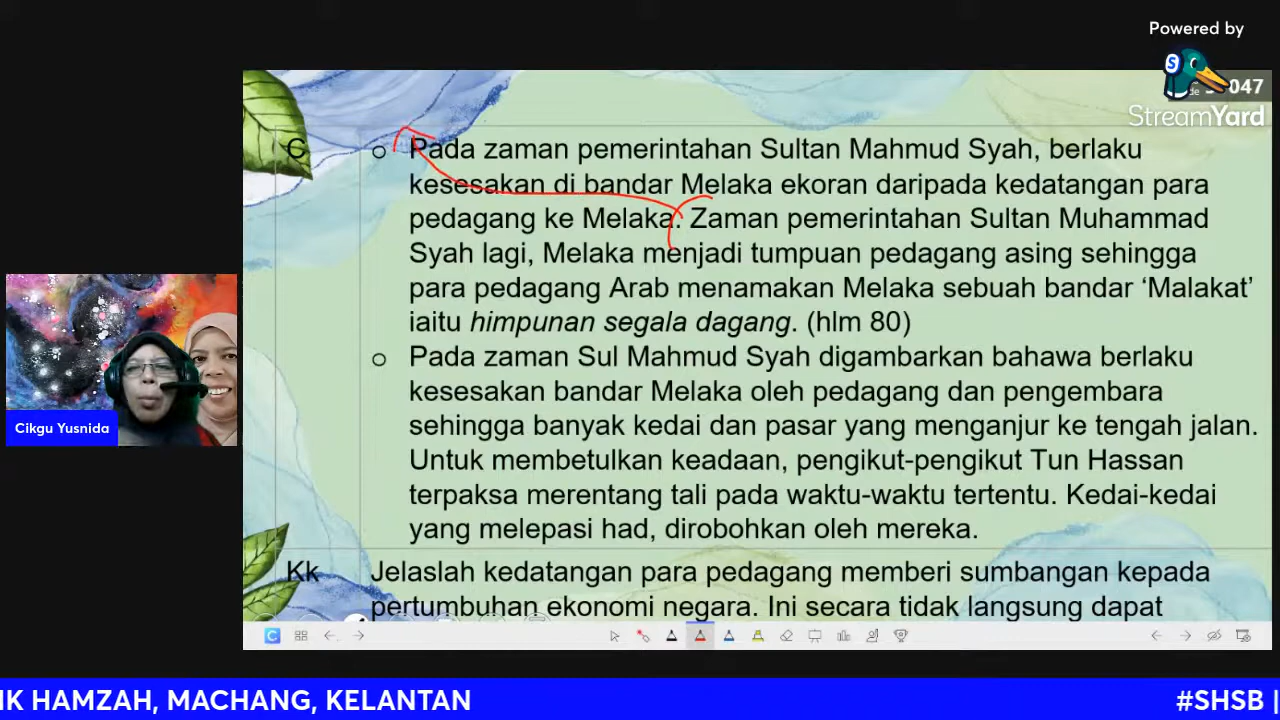 Powered by
047
StreamYard
C
o Pada zaman pemerintahan Sultan Mahmud Syah, berlaku
kesesakan di bandar Melaka ekoran daripada kedatangan para
pedagang ke Melaka. Zaman pemerintahan Sultan Muhammad
Syah lagi, Melaka menjadi tumpuan pedagang asing sehingga
para pedagang Arab menamakan Melaka sebuah bandar ‘Malakat’
iaitu himpunan segala dagang. (hlm 80)
o Pada zaman Sul Mahmud Syah digambarkan bahawa berlaku
kesesakan bandar Melaka oleh pedagang dan pengembara
sehingga banyak kedai dan pasar yang menganjur ke tengah jalan.
Untuk membetulkan keadaan, pengikut-pengikut Tun Hassan
terpaksa merentang tali pada waktu-waktu tertentu. Kedai-kedai
yang melepasi had, dirobohkan oleh mereka.
Kk Jelaslah kedatangan para pedagang memberi sumbangan kepada
pertumbuhan ekonomi negara. Ini secara tidak langsung dapat
Cikgu Yusnida
IK HAMZAH, MACHANG, KELANTAN
#SHSB |